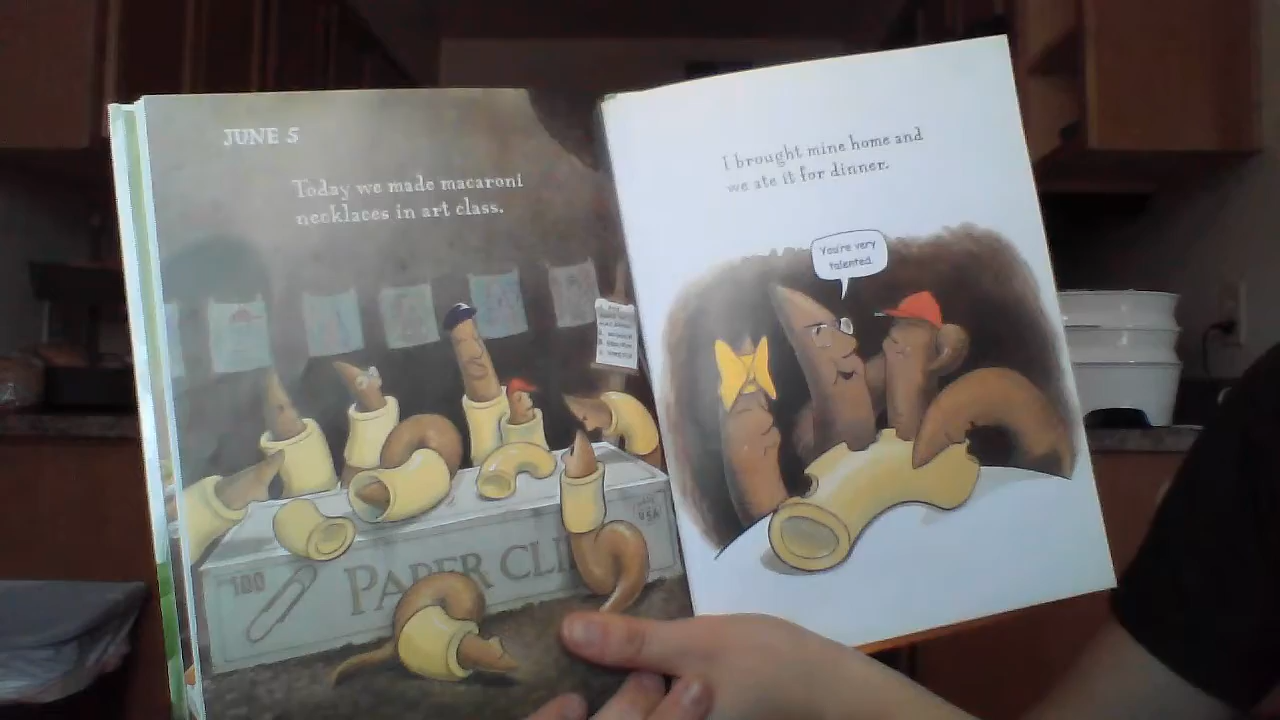 JUNE 5
Today we made macaroni
necklaces in art class.
100
PAPER CLI
USA
I brought mine home and
we ate it for dinner.
You're very
talented.